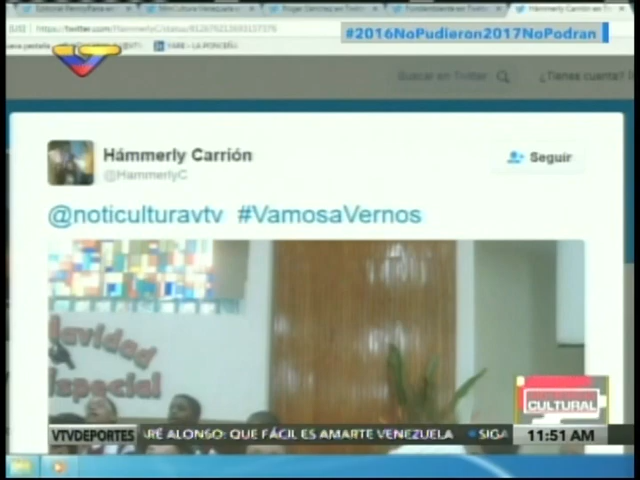 #2016NoPudieron2017NoPodran
Buscar en Twitter
¿Tienes cuenta?
Hámmerly Carrión
Seguir
@HammerlyC
@noticulturavtv #VamosaVernos
Navidad
Especial
CULTURAL
VTVDEPORTES
ARÉ ALONSO: QUE FÁCIL ES AMARTE VENEZUELA
SIGA
11:51 AM